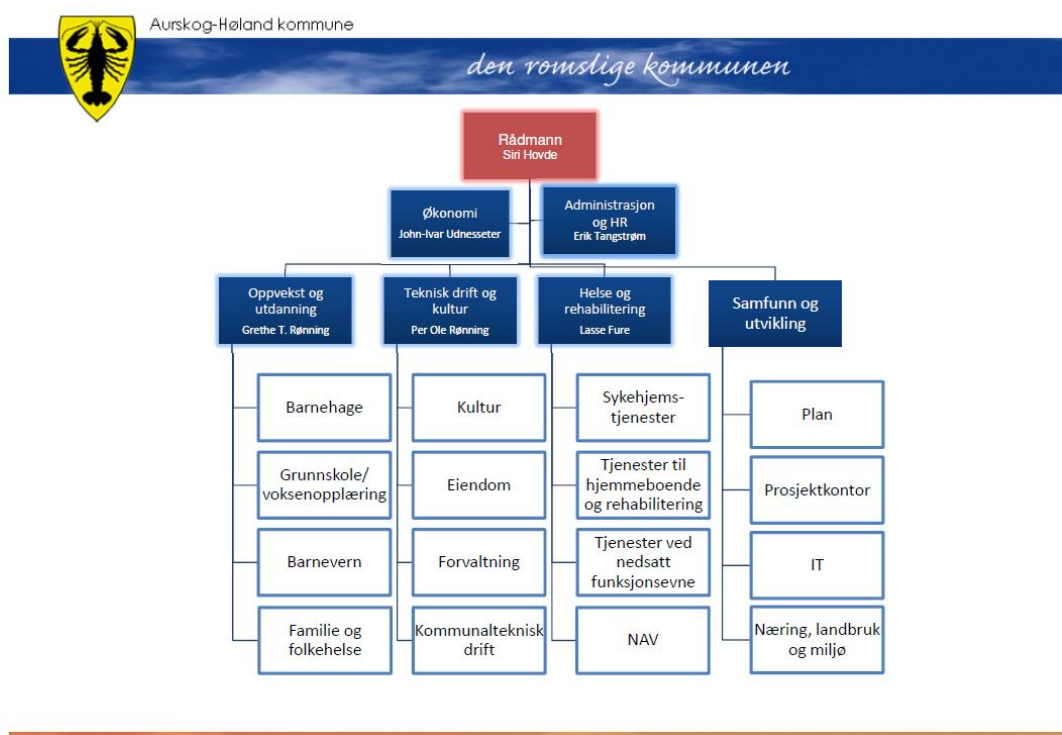 Aurskog-Høland kommune
den romslige kommunen
Rådmann
Siri Hovde
Økonomi
John-Ivar Udnesseter
Administrasjon
og HR
Erik Tangstrøm
Oppvekst og
utdanning
Grethe T. Rønning
Teknisk drift og
kultur
Per Ole Rønning
Helse og
rehabilitering
Lasse Fure
Samfunn og
utvikling
Barnehage
Grunnskole/
voksenopplæring
Barnevern
Familie og
folkehelse
Kultur
Eiendom
Forvaltning
Kommunalteknisk
drift
Sykehjems-
tjenester
Tjenester til
hjemmeboende
og rehabilitering
Tjenester ved
nedsatt
funksjonsevne
NAV
Plan
Prosjektkontor
IT
Næring, landbruk
og miljø